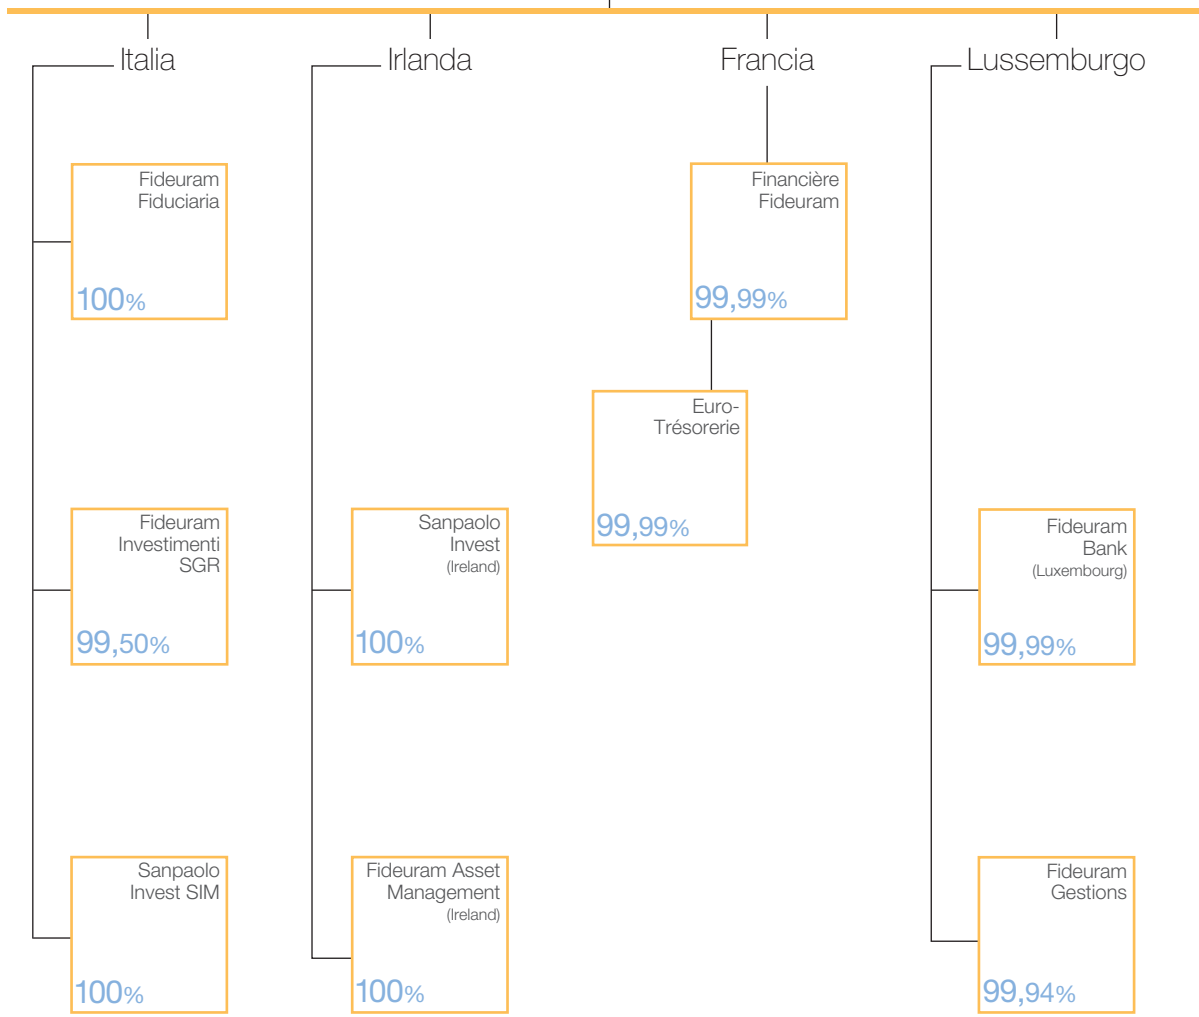 Italia
Fideuram
Fiduciaria
100%
Fideuram
Investimenti
SGR
99,50%
Sanpaolo
Invest SIM
100%
Irlanda
Sanpaolo
Invest
(Ireland)
100%
Fideuram Asset
Management
(Ireland)
100%
Francia
Financière
Fideuram
99,99%
Euro-
Trésorerie
99,99%
Lussemburgo
Fideuram
Bank
(Luxembourg)
99,99%
Fideuram
Gestions
99,94%